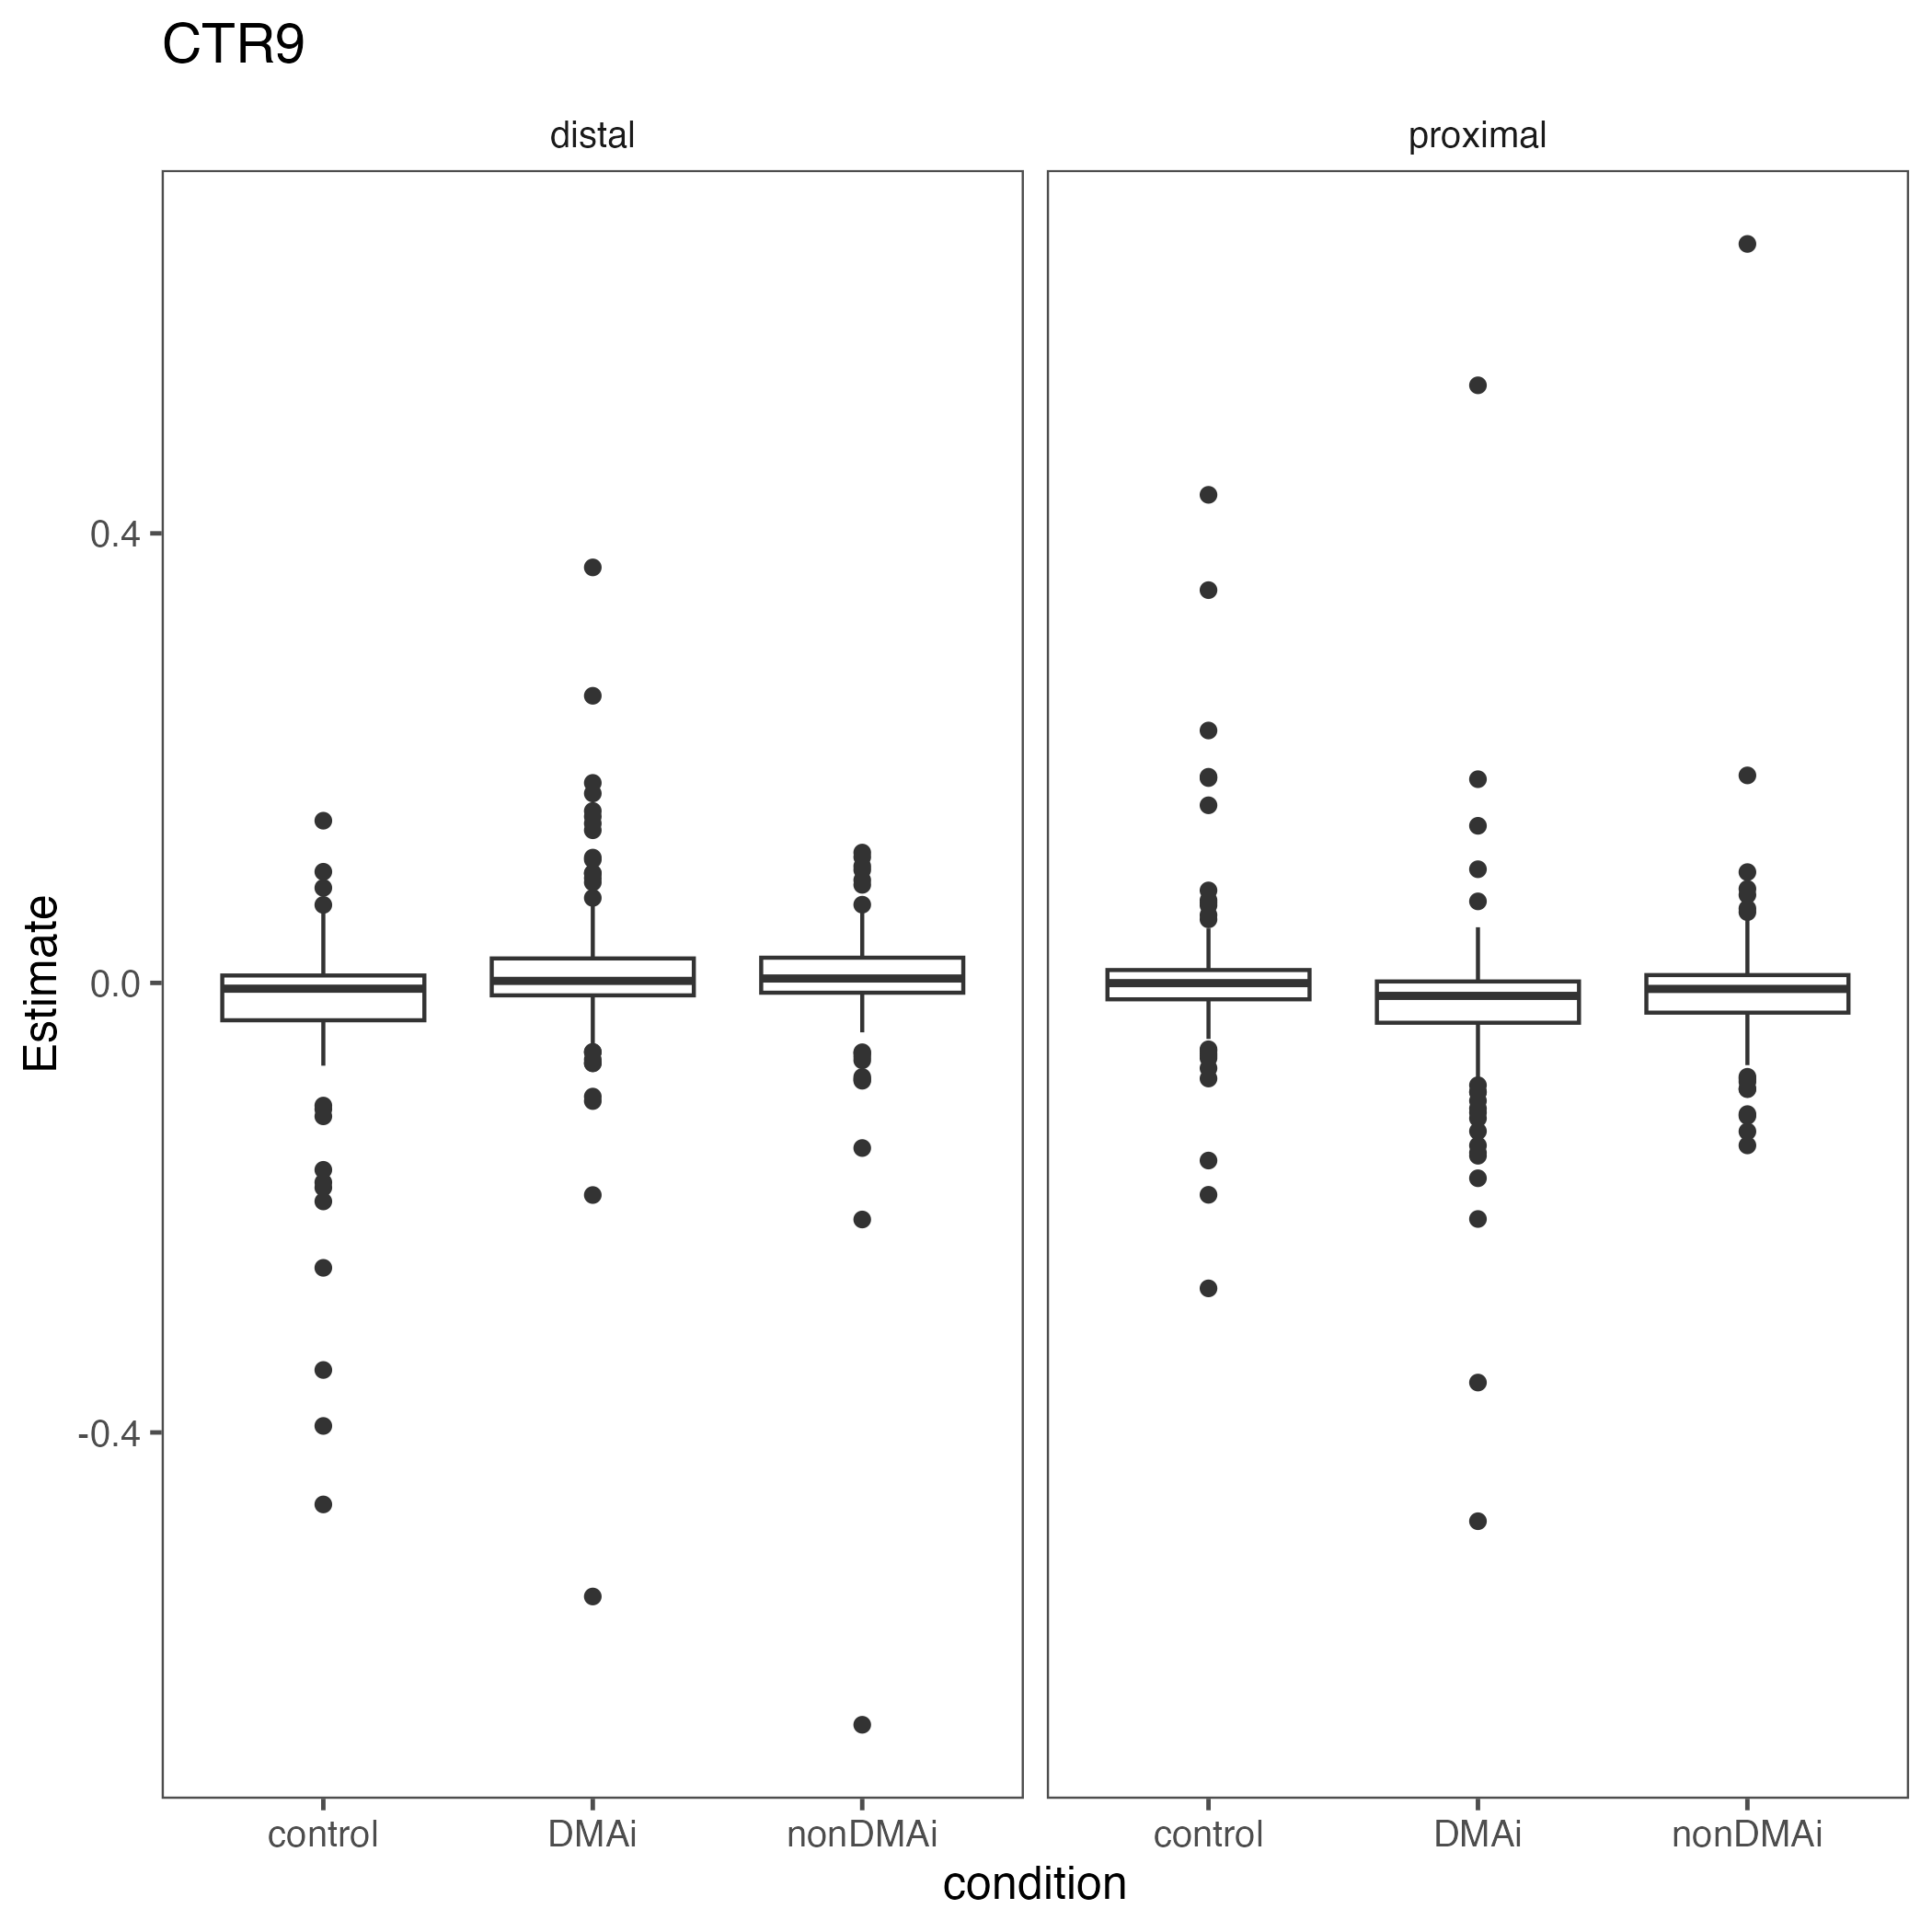 CTR9
distal
proximal
Estimate
0.4
0.0
-0.4
control DMAi nonDMAi
control DMAi nonDMAi
condition